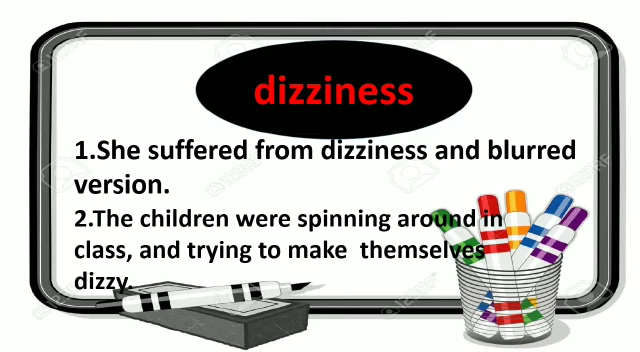 dizziness
1.She suffered from dizziness and blurred
version.
2.The children were spinning around in
class, and trying to make themselves
dizzy.